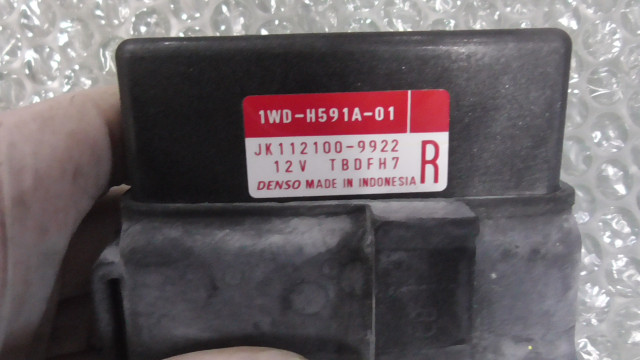 1WD-H591A-01
JK112100-9922
12V TBDFH7
R
DENSO MADE IN INDONESIA